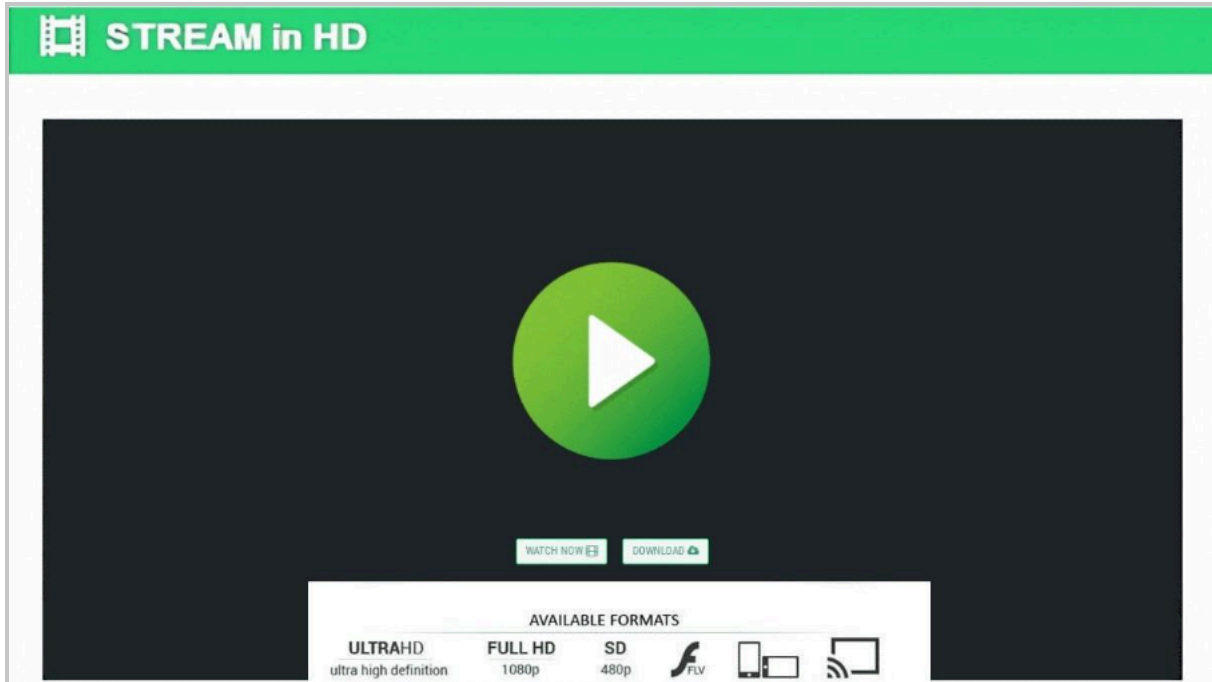 STREAM in HD
WATCH NOW
DOWNLOAD
AVAILABLE FORMATS
ULTRAHD FULL HD SD
ultra high definition 1080p 480p FLV